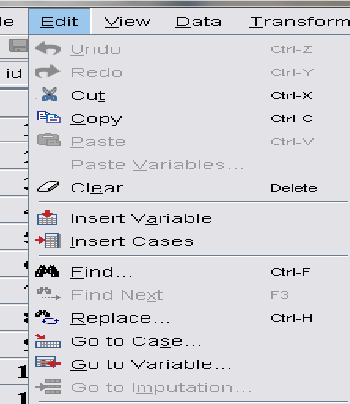 Edit View Data Transform
Undo Ctrl-Z
Redo Ctrl-Y
id
Cut Ctrl-X
Copy Ctrl C
Paste Ctrl-V
Paste Variables...
Clear Delete
Insert Variable
Insert Cases
Find... Ctrl-F
Find Next F3
Replace... Ctrl-H
Go to Case...
Go to Variable...
Go to Imputation...